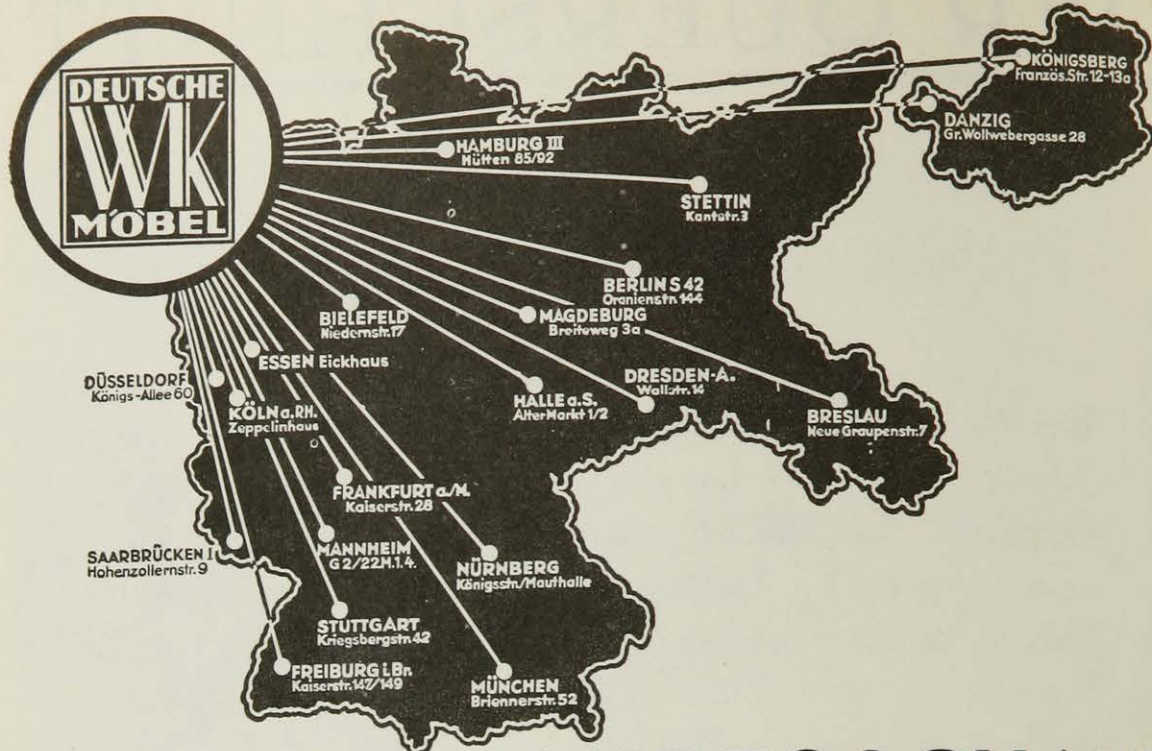 DEUTSCHE
WK
MÖBEL
KÖNIGSBERG
Französ. Str. 12-13a
DANZIG
Gr. Wollwebergasse 28
HAMBURG III
Hütten 85/92
STETTIN
Kantstr. 3
BERLIN S 42
Oranienstr. 144
BIELEFELD
Niedernstr. 17
MAGDEBURG
Breiteweg 3a
ESSEN Eickhaus
DÜSSELDORF
Königs-Allee 60
KÖLN a.RH.
Zeppelinhaus
HALLE a.S.
Alter Markt 1/2
DRESDEN-A.
Wallstr. 14
BRESLAU
Neue Graupenstr. 7
FRANKFURT a./M.
Kaiserstr. 28
SAARBRÜCKEN I
Hohenzollernstr. 9
MANNHEIM
G 2/22 M.1.4.
NÜRNBERG
Königsstr./Mauthalle
STUTTGART
Kriegsbergstr. 42
FREIBURG i.Br.
Kaiserstr. 147/149
MÜNCHEN
Briennerstr. 52